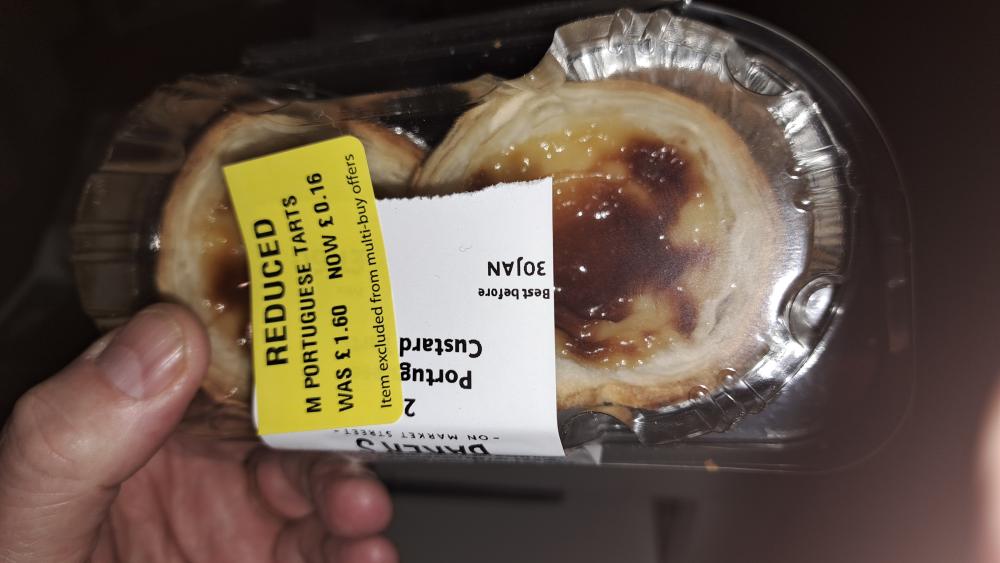 REDUCED
M PORTUGUESE TARTS
WAS £1.60 NOW £0.16
Item excluded from multi-buy offers
BAKER'S
-ON MARKET STREET-
2
Custard
Best before
30JAN